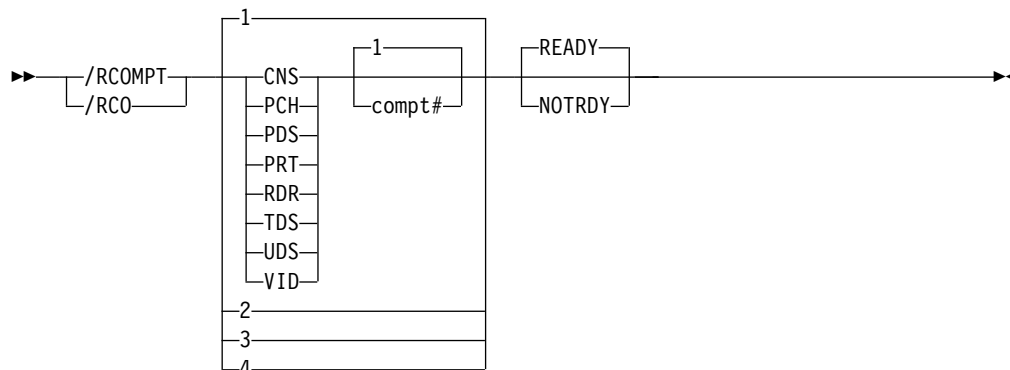 1
1 READY
/RCOMPT CNS
/RCO PCH compt# NOTRDY
PDS
PRT
RDR
TDS
UDS
VID
2
3
4